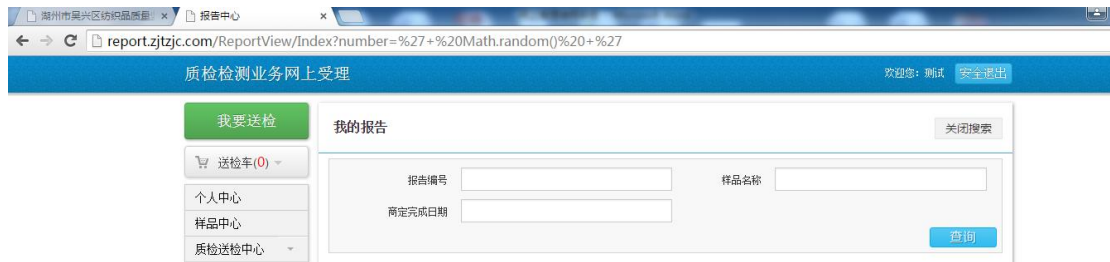 湖州市吴兴区纺织品质量
报告中心
report.zjtzjc.com/ReportView/Index?number=%27+%20Math.random()%20+%27
质检检测业务网上受理
欢迎您：测试
安全退出
我要送检
我的报告
关闭搜索
送检车(0)
报告编号
样品名称
个人中心
商定完成日期
样品中心
查询
质检送检中心